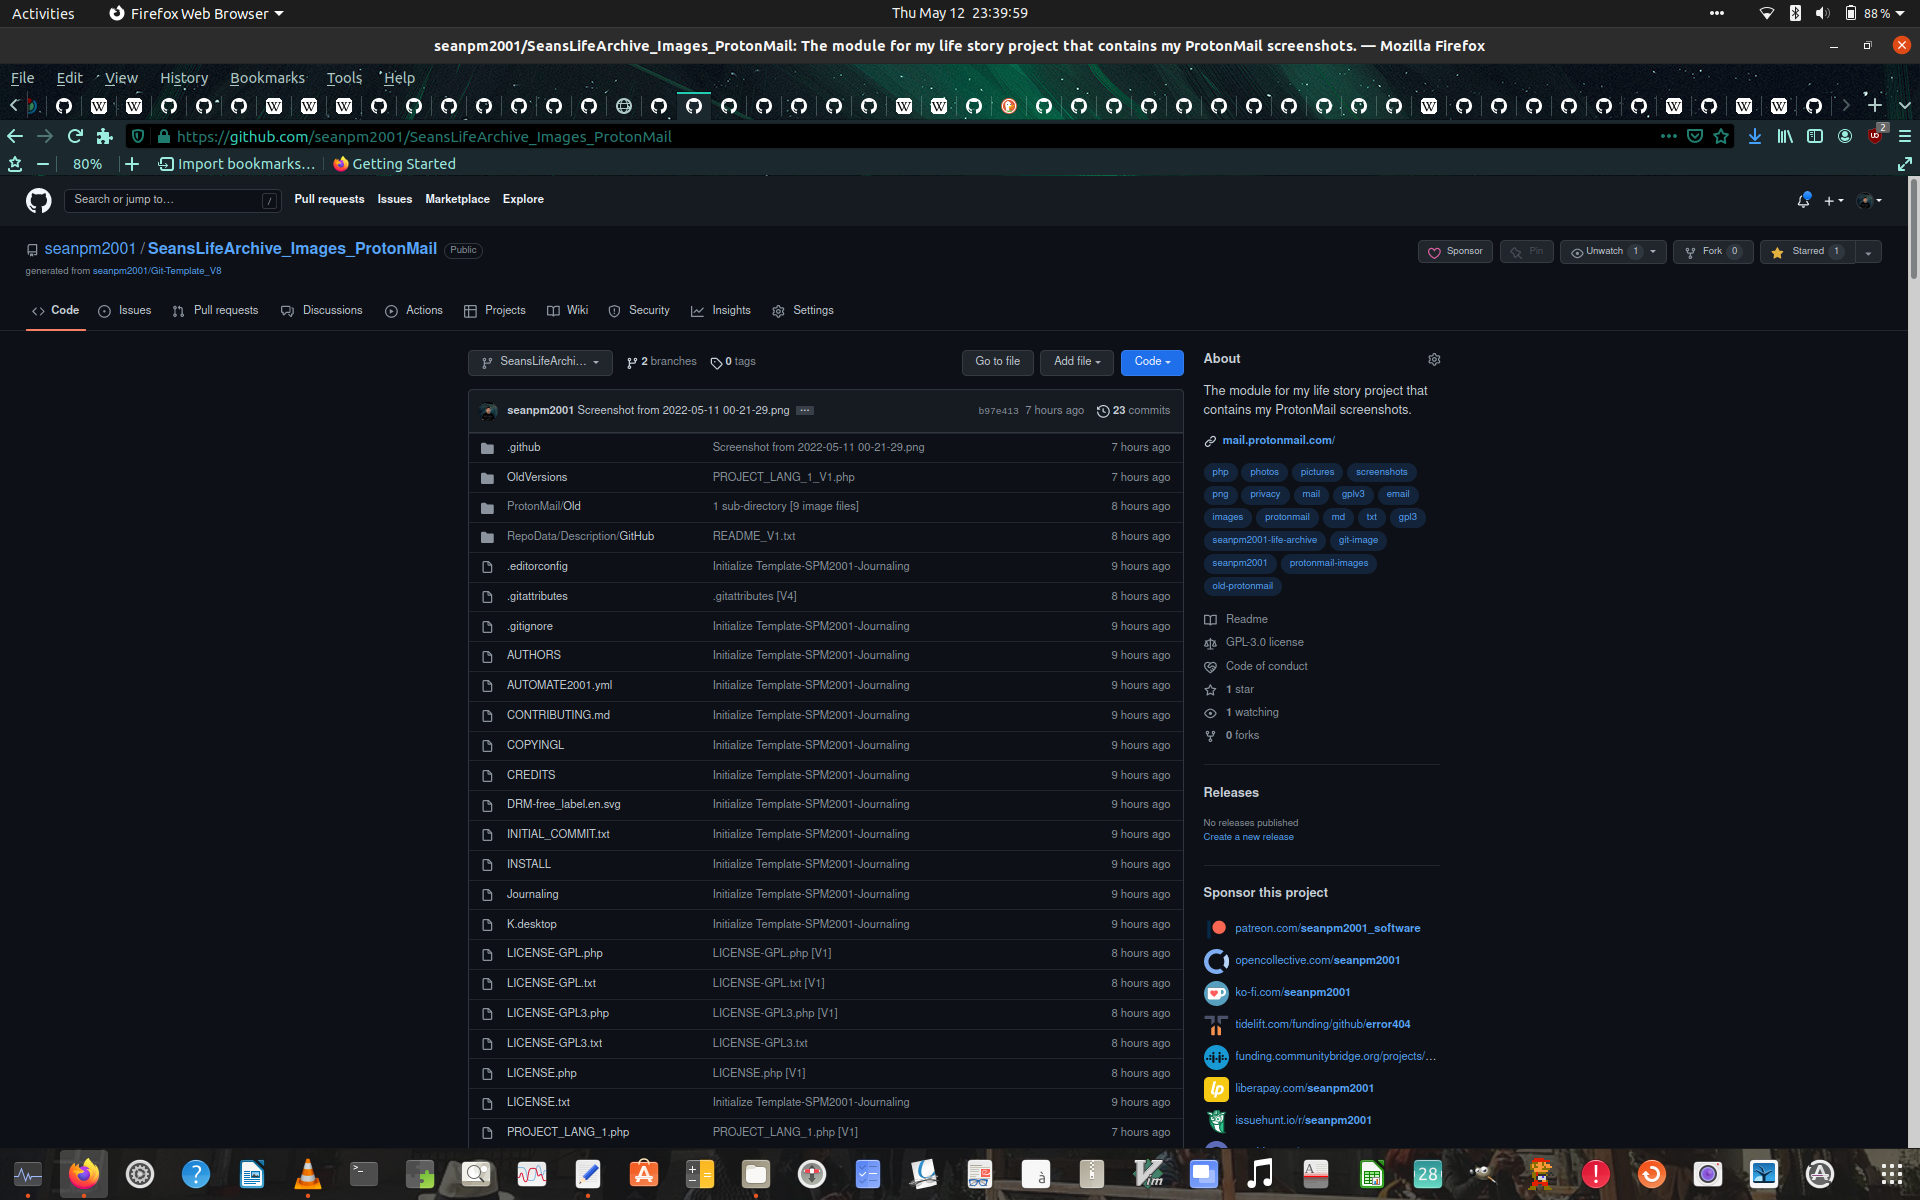 Activities
Firefox Web Browser
Thu May 12 23:39:59
88 %
seanpm2001/SeansLifeArchive_Images_ProtonMail: The module for my life story project that contains my ProtonMail screenshots. — Mozilla Firefox
File Edit View History Bookmarks Tools Help
https://github.com/seanpm2001/SeansLifeArchive_Images_ProtonMail
2
80%
Import bookmarks...
Getting Started
Search or jump to...
/
Pull requests Issues Marketplace Explore
seanpm2001 / SeansLifeArchive_Images_ProtonMail Public
generated from seanpm2001/Git-Template_V8
Sponsor
Pin
Unwatch 1
Fork 0
Starred 1
Code
Issues
Pull requests
Discussions
Actions
Projects
Wiki
Security
Insights
Settings
SeansLifeArchi...
2 branches
0 tags
Go to file
Add file
Code
seanpm2001 Screenshot from 2022-05-11 00-21-29.png ... b97e413 7 hours ago 23 commits
.github Screenshot from 2022-05-11 00-21-29.png 7 hours ago
OldVersions PROJECT_LANG_1_V1.php 7 hours ago
ProtonMail/Old 1 sub-directory [9 image files] 8 hours ago
RepoData/Description/GitHub README_V1.txt 8 hours ago
.editorconfig Initialize Template-SPM2001-Journaling 9 hours ago
.gitattributes .gitattributes [V4] 8 hours ago
.gitignore Initialize Template-SPM2001-Journaling 9 hours ago
AUTHORS Initialize Template-SPM2001-Journaling 9 hours ago
AUTOMATE2001.yml Initialize Template-SPM2001-Journaling 9 hours ago
CONTRIBUTING.md Initialize Template-SPM2001-Journaling 9 hours ago
COPYINGL Initialize Template-SPM2001-Journaling 9 hours ago
CREDITS Initialize Template-SPM2001-Journaling 9 hours ago
DRM-free_label.en.svg Initialize Template-SPM2001-Journaling 9 hours ago
INITIAL_COMMIT.txt Initialize Template-SPM2001-Journaling 9 hours ago
INSTALL Initialize Template-SPM2001-Journaling 9 hours ago
Journaling Initialize Template-SPM2001-Journaling 9 hours ago
K.desktop Initialize Template-SPM2001-Journaling 9 hours ago
LICENSE-GPL.php LICENSE-GPL.php [V1] 8 hours ago
LICENSE-GPL.txt LICENSE-GPL.txt [V1] 8 hours ago
LICENSE-GPL3.php LICENSE-GPL3.php [V1] 8 hours ago
LICENSE-GPL3.txt LICENSE-GPL3.txt 8 hours ago
LICENSE.php LICENSE.php [V1] 8 hours ago
LICENSE.txt Initialize Template-SPM2001-Journaling 9 hours ago
PROJECT_LANG_1.php PROJECT_LANG_1.php [V1] 7 hours ago
About
The module for my life story project that
contains my ProtonMail screenshots.
mail.protonmail.com/
php photos pictures screenshots
png privacy mail gplv3 email
images protonmail md txt gpl3
seanpm2001-life-archive git-image
seanpm2001 protonmail-images
old-protonmail
Readme
GPL-3.0 license
Code of conduct
1 star
1 watching
0 forks
Releases
No releases published
Create a new release
Sponsor this project
patreon.com/seanpm2001_software
opencollective.com/seanpm2001
ko-fi.com/seanpm2001
tidelift.com/funding/github/error404
funding.communitybridge.org/projects/...
liberapay.com/seanpm2001
issuehunt.io/r/seanpm2001
28